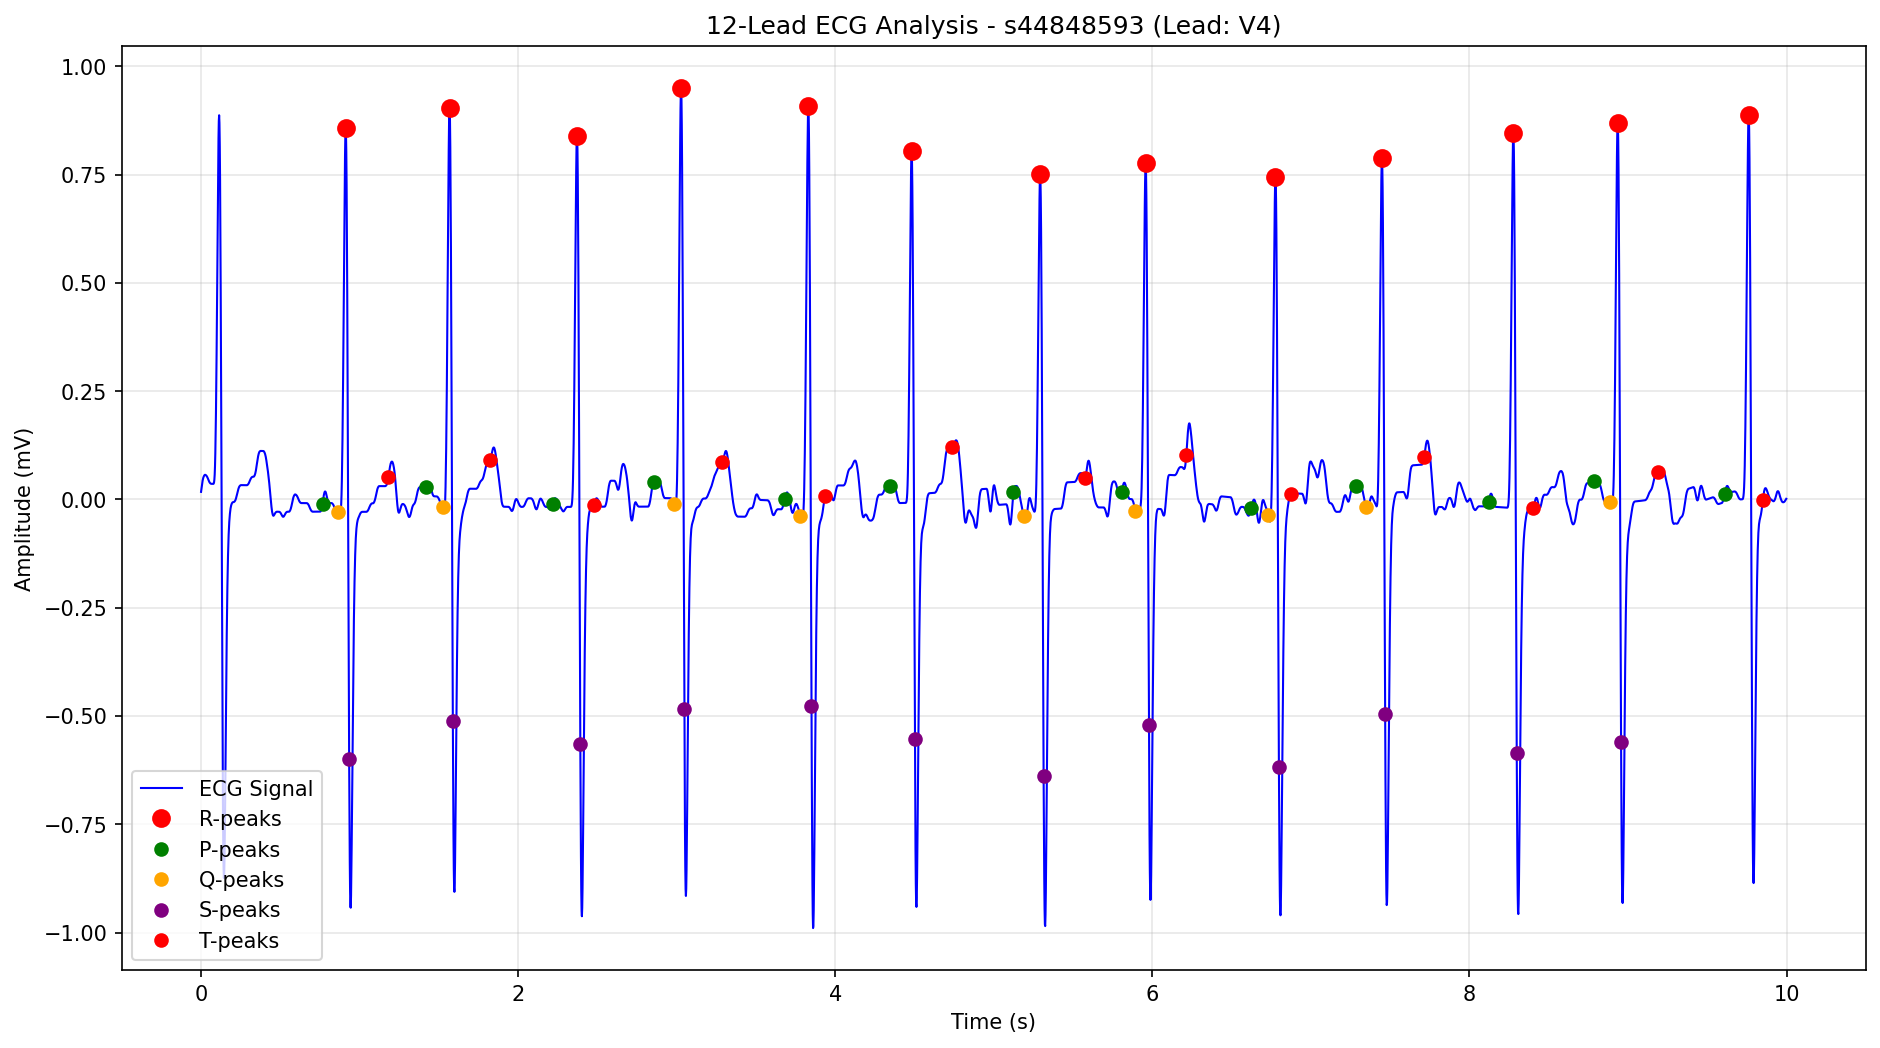 12-Lead ECG Analysis - s44848593 (Lead: V4)
1.00
0.75
0.50
0.25
0.00
−0.25
−0.50
−0.75
−1.00
Amplitude (mV)
ECG Signal
R-peaks
P-peaks
Q-peaks
S-peaks
T-peaks
0 2 4 6 8 10
Time (s)